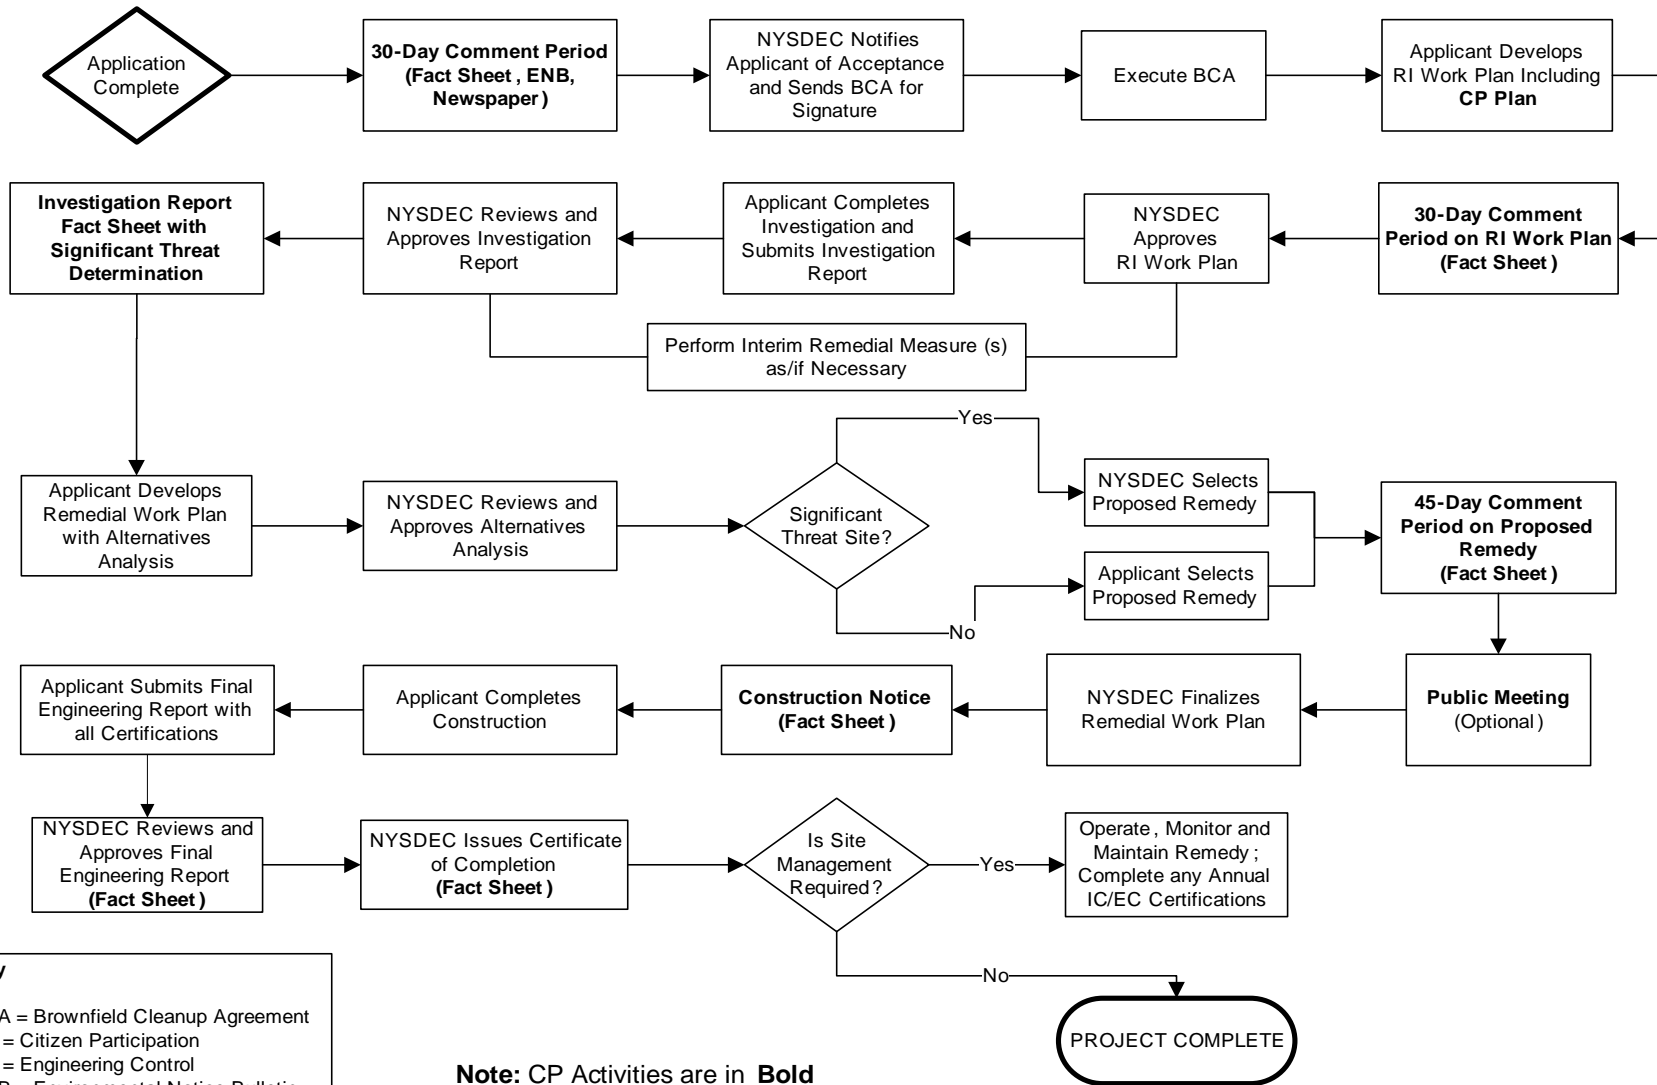 Application
Complete
30-Day Comment Period
(Fact Sheet, ENB,
Newspaper)
NYSDEC Notifies
Applicant of Acceptance
and Sends BCA for
Signature
Execute BCA
Applicant Develops
RI Work Plan Including
CP Plan
30-Day Comment
Period on RI Work Plan
(Fact Sheet)
NYSDEC
Approves
RI Work Plan
Applicant Completes
Investigation and
Submits Investigation
Report
NYSDEC Reviews and
Approves Investigation
Report
Investigation Report
Fact Sheet with
Significant Threat
Determination
Perform Interim Remedial Measure (s)
as/if Necessary
Applicant Develops
Remedial Work Plan
with Alternatives
Analysis
NYSDEC Reviews and
Approves Alternatives
Analysis
Significant
Threat Site?
Yes
No
NYSDEC Selects
Proposed Remedy
Applicant Selects
Proposed Remedy
45-Day Comment
Period on Proposed
Remedy
(Fact Sheet)
Public Meeting
(Optional)
NYSDEC Finalizes
Remedial Work Plan
Construction Notice
(Fact Sheet)
Applicant Completes
Construction
Applicant Submits Final
Engineering Report with
all Certifications
NYSDEC Reviews and
Approves Final
Engineering Report
(Fact Sheet)
NYSDEC Issues Certificate
of Completion
(Fact Sheet)
Is Site
Management
Required?
Yes
No
Operate, Monitor and
Maintain Remedy;
Complete any Annual
IC/EC Certifications
PROJECT COMPLETE
A = Brownfield Cleanup Agreement
= Citizen Participation
= Engineering Control
Note: CP Activities are in Bold